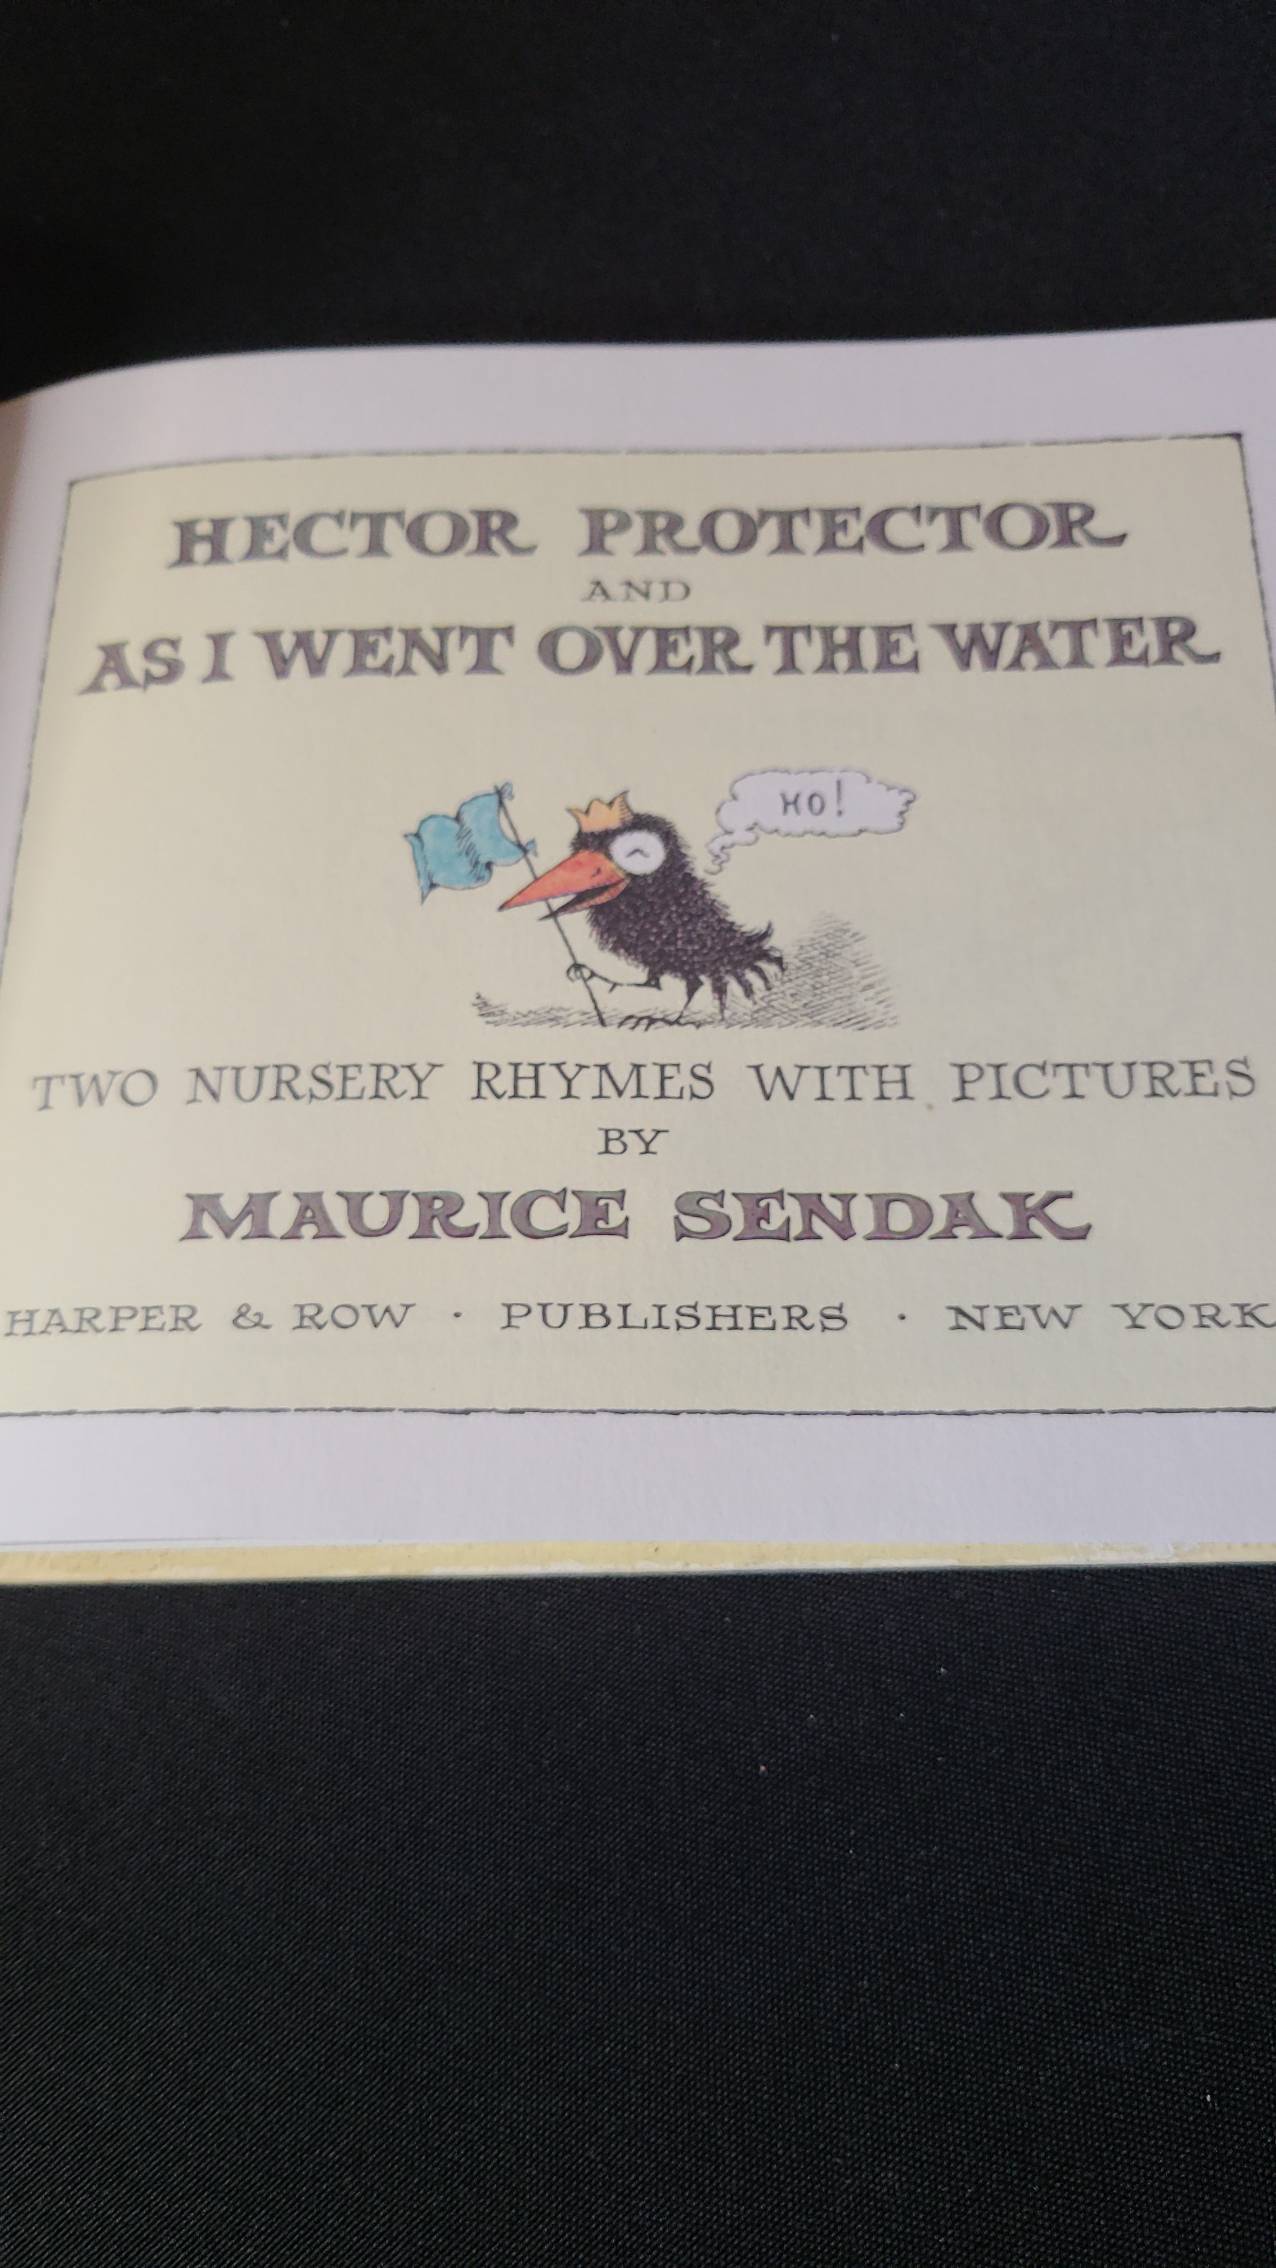 HECTOR PROTECTOR
AND
AS I WENT OVER THE WATER
HO!
TWO NURSERY RHYMES WITH PICTURES
BY
MAURICE SENDAK
HARPER & ROW · PUBLISHERS · NEW YORK